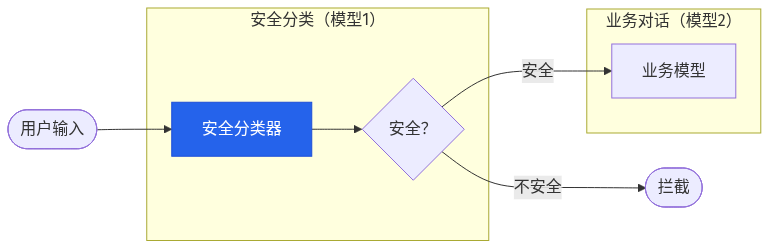 安全分类（模型1）
业务对话（模型2）
用户输入
安全分类器
安全？
安全
业务模型
不安全
拦截